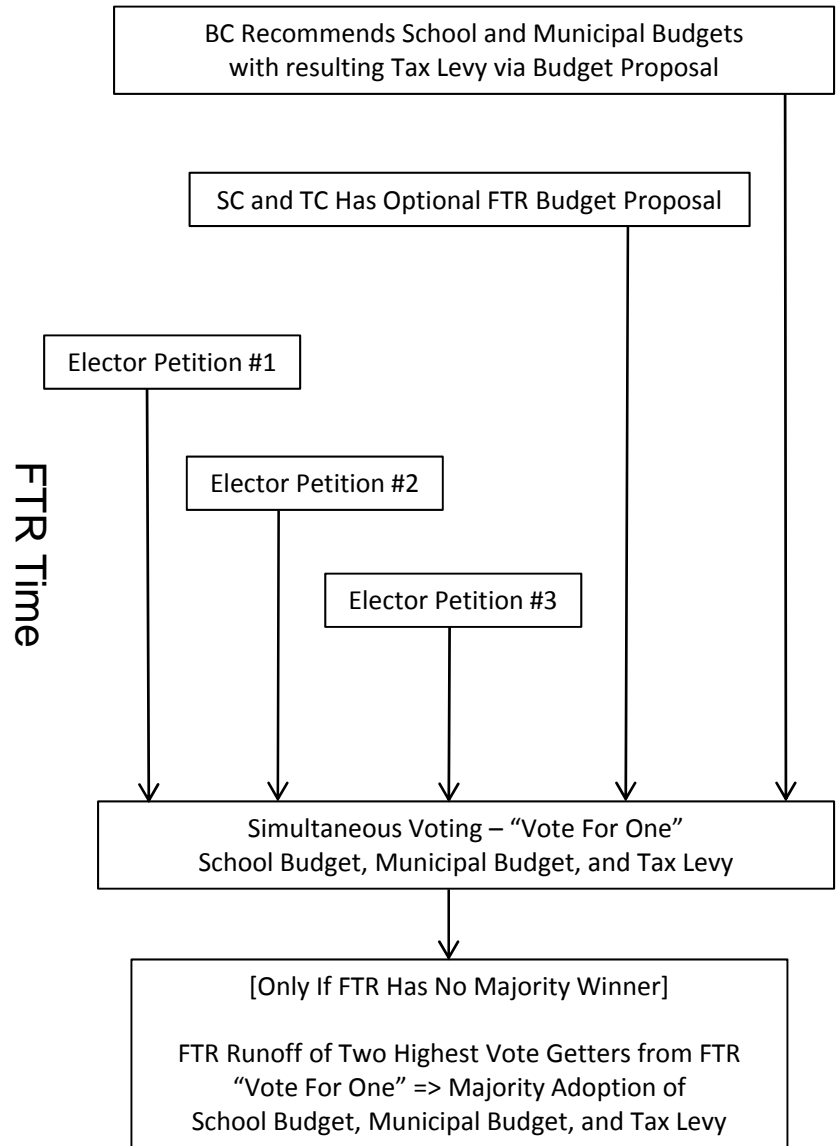 BC Recommends School and Municipal Budgets
with resulting Tax Levy via Budget Proposal
SC and TC Has Optional FTR Budget Proposal
Elector Petition #1
Elector Petition #2
Elector Petition #3
FTR Time
Simultaneous Voting – “Vote For One”
School Budget, Municipal Budget, and Tax Levy
[Only If FTR Has No Majority Winner]
FTR Runoff of Two Highest Vote Getters from FTR
“Vote For One” => Majority Adoption of
School Budget, Municipal Budget, and Tax Levy